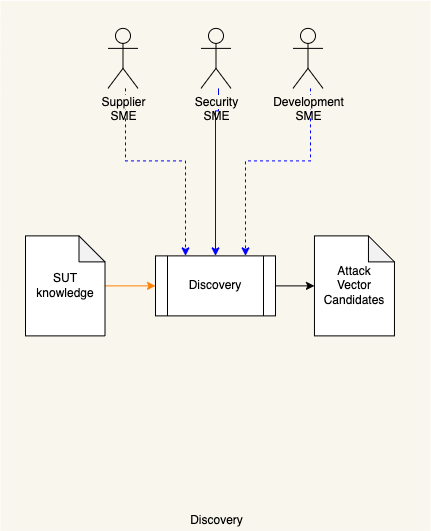 Supplier
SME
Security
SME
Development
SME
SUT
knowledge
Discovery
Attack
Vector
Candidates
Discovery